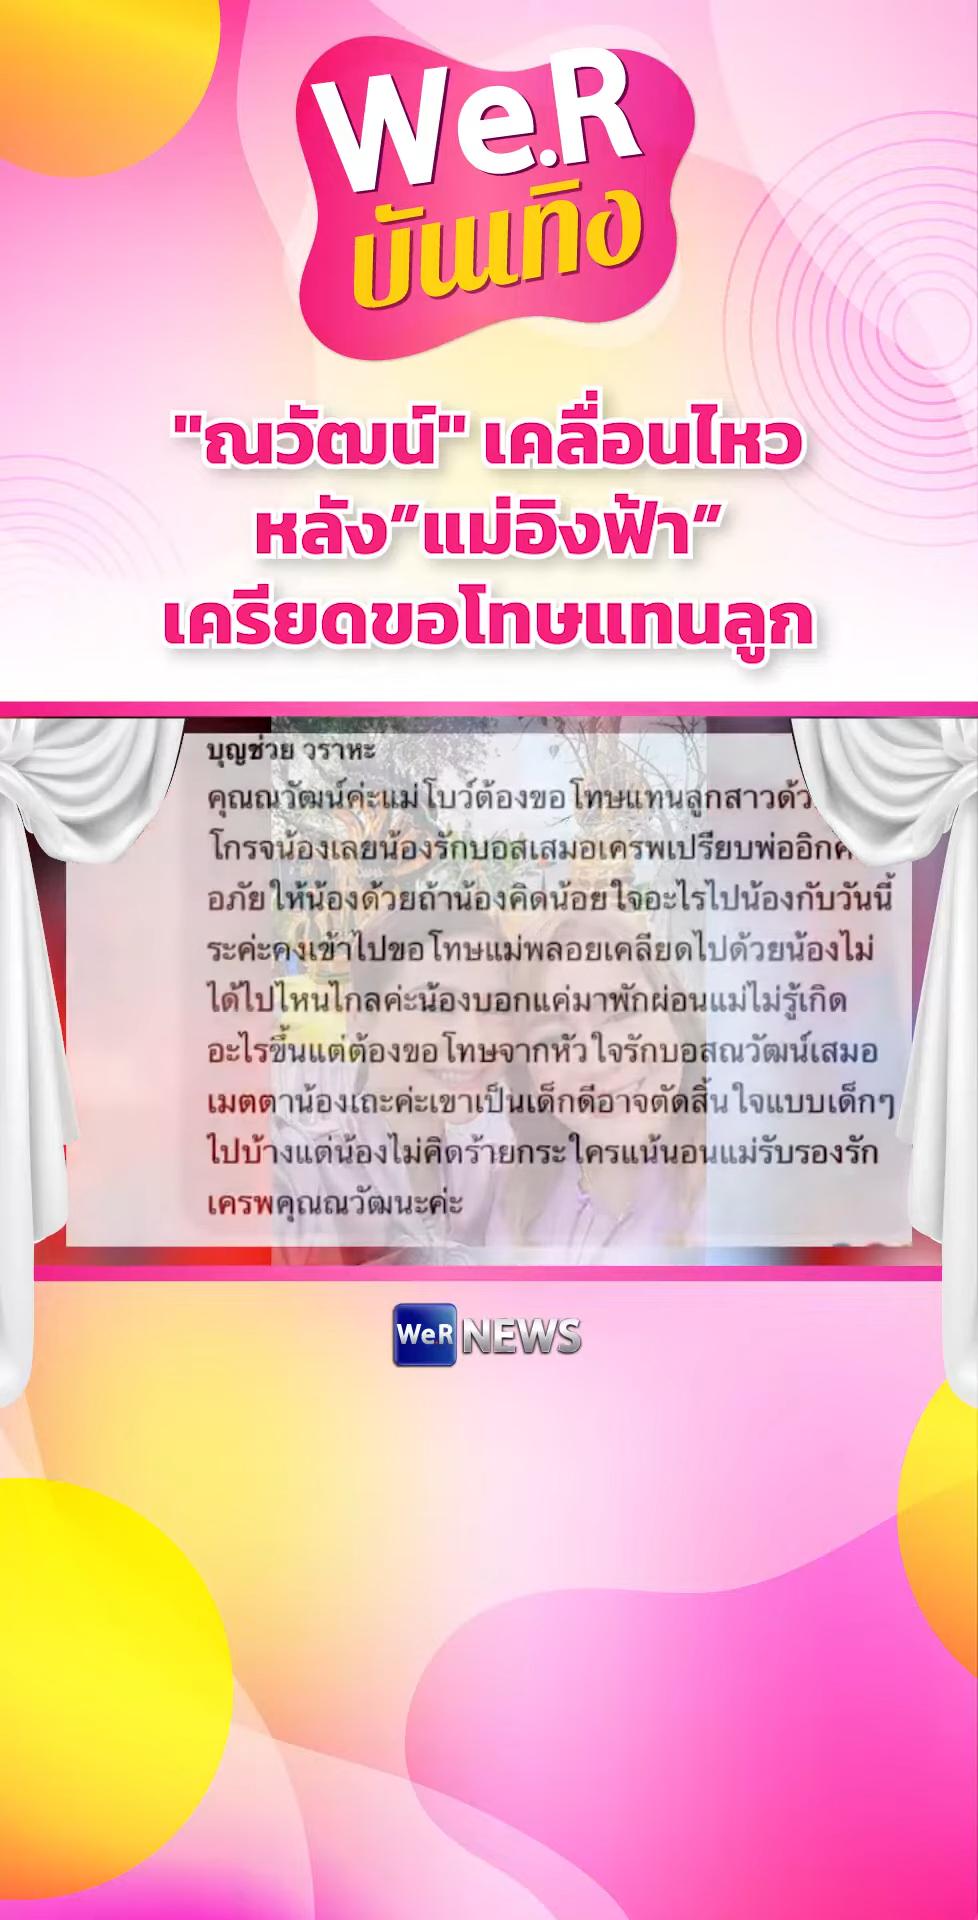 We.R
บันเทิง
"ณวัฒน์" เคลื่อนไหว
หลัง“แม่อิงฟ้า”
เครียดขอโทษแทนลูก
บุญช่วย วราหะ
คุณณวัฒน์ค่ะแม่โบว์ต้องขอโทษแทนลูกสาวด้ว
โกรจน้องเลยน้องรักบอสเสมอเครพเปรียบพ่ออิกค
อภัยให้น้องด้วยถ้าน้องคิดน้อยใจอะไรไปน้องกับวันนี้
ระค่ะคงเข้าไปขอโทษแม่พลอยเคลียดไปด้วยน้องไม่
ได้ไปไหนไกลค่ะน้องบอกแค่มาพักผ่อนแม่ไม่รู้เกิด
อะไรขึ้นแต่ต้องขอโทษจากหัวใจรักบอสณวัฒน์เสมอ
เมตตาน้องเถะค่ะเขาเป็นเด็กดีอาจตัดสิ้นใจแบบเด็กๆ
ไปบ้างแต่น้องไม่คิดร้ายกระใครแน้นอนแม่รับรองรัก
เครพคุณณวัฒนะค่ะ
We.R NEWS